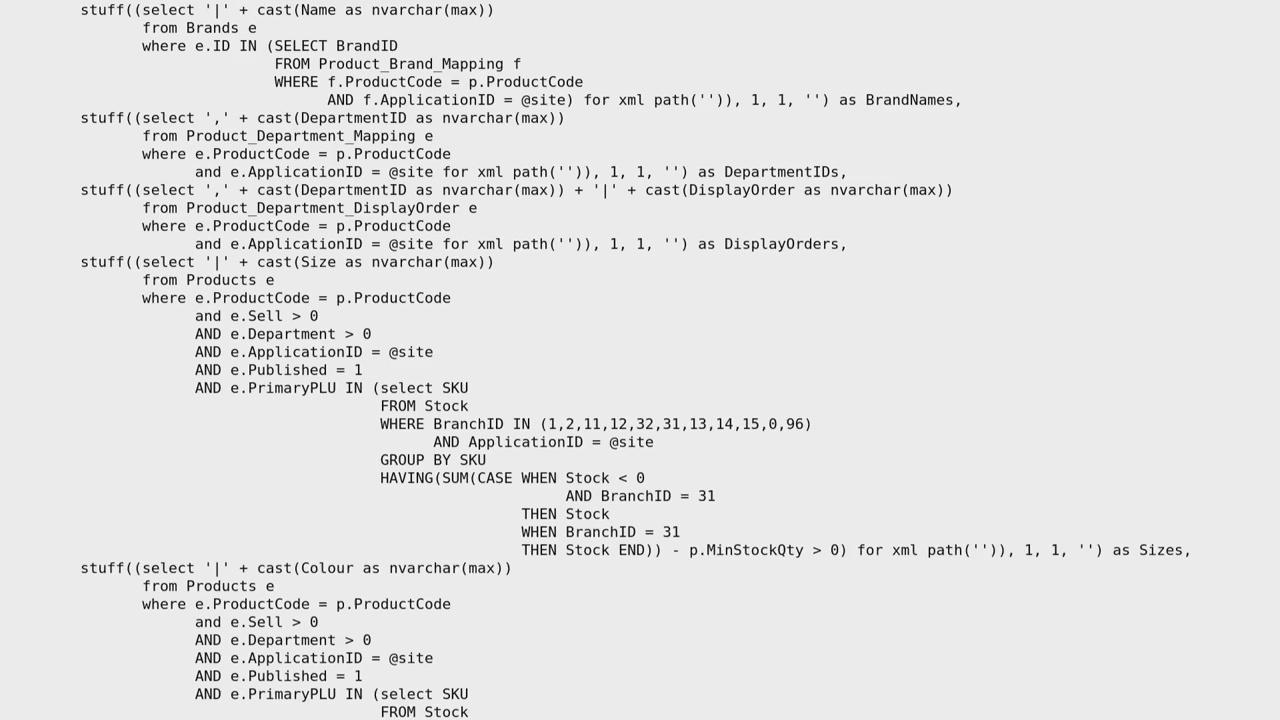 stuff((select '|' + cast(Name as nvarchar(max))
from Brands e
where e.ID IN (SELECT BrandID
FROM Product_Brand_Mapping f
WHERE f.ProductCode = p.ProductCode
AND f.ApplicationID = @site) for xml path('')), 1, 1, '') as BrandNames,
stuff((select ',' + cast(DepartmentID as nvarchar(max))
from Product_Department_Mapping e
where e.ProductCode = p.ProductCode
and e.ApplicationID = @site for xml path('')), 1, 1, '') as DepartmentIDs,
stuff((select ',' + cast(DepartmentID as nvarchar(max)) + '|' + cast(DisplayOrder as nvarchar(max))
from Product_Department_DisplayOrder e
where e.ProductCode = p.ProductCode
and e.ApplicationID = @site for xml path('')), 1, 1, '') as DisplayOrders,
stuff((select '|' + cast(Size as nvarchar(max))
from Products e
where e.ProductCode = p.ProductCode
and e.Sell > 0
AND e.Department > 0
AND e.ApplicationID = @site
AND e.Published = 1
AND e.PrimaryPLU IN (select SKU
FROM Stock
WHERE BranchID IN (1,2,11,12,32,31,13,14,15,0,96)
AND ApplicationID = @site
GROUP BY SKU
HAVING(SUM(CASE WHEN Stock < 0
AND BranchID = 31
THEN Stock
WHEN BranchID = 31
THEN Stock END)) - p.MinStockQty > 0) for xml path('')), 1, 1, '') as Sizes,
stuff((select '|' + cast(Colour as nvarchar(max))
from Products e
where e.ProductCode = p.ProductCode
and e.Sell > 0
AND e.Department > 0
AND e.ApplicationID = @site
AND e.Published = 1
AND e.PrimaryPLU IN (select SKU
FROM Stock